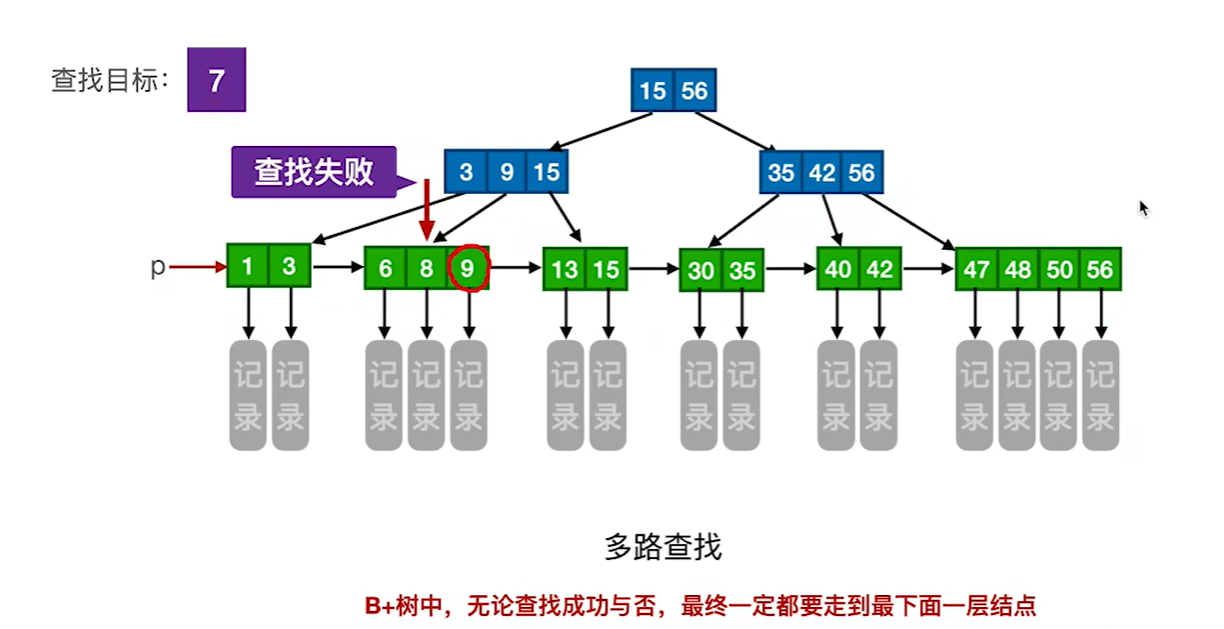 查找目标： 7
15 56
查找失败
3 9 15
35 42 56
p
1 3
6 8 9
13 15
30 35
40 42
47 48 50 56
记录 记录 记录 记录 记录 记录 记录 记录 记录 记录 记录 记录 记录 记录 记录
多路查找
B+树中，无论查找成功与否，最终一定都要走到最下面一层结点